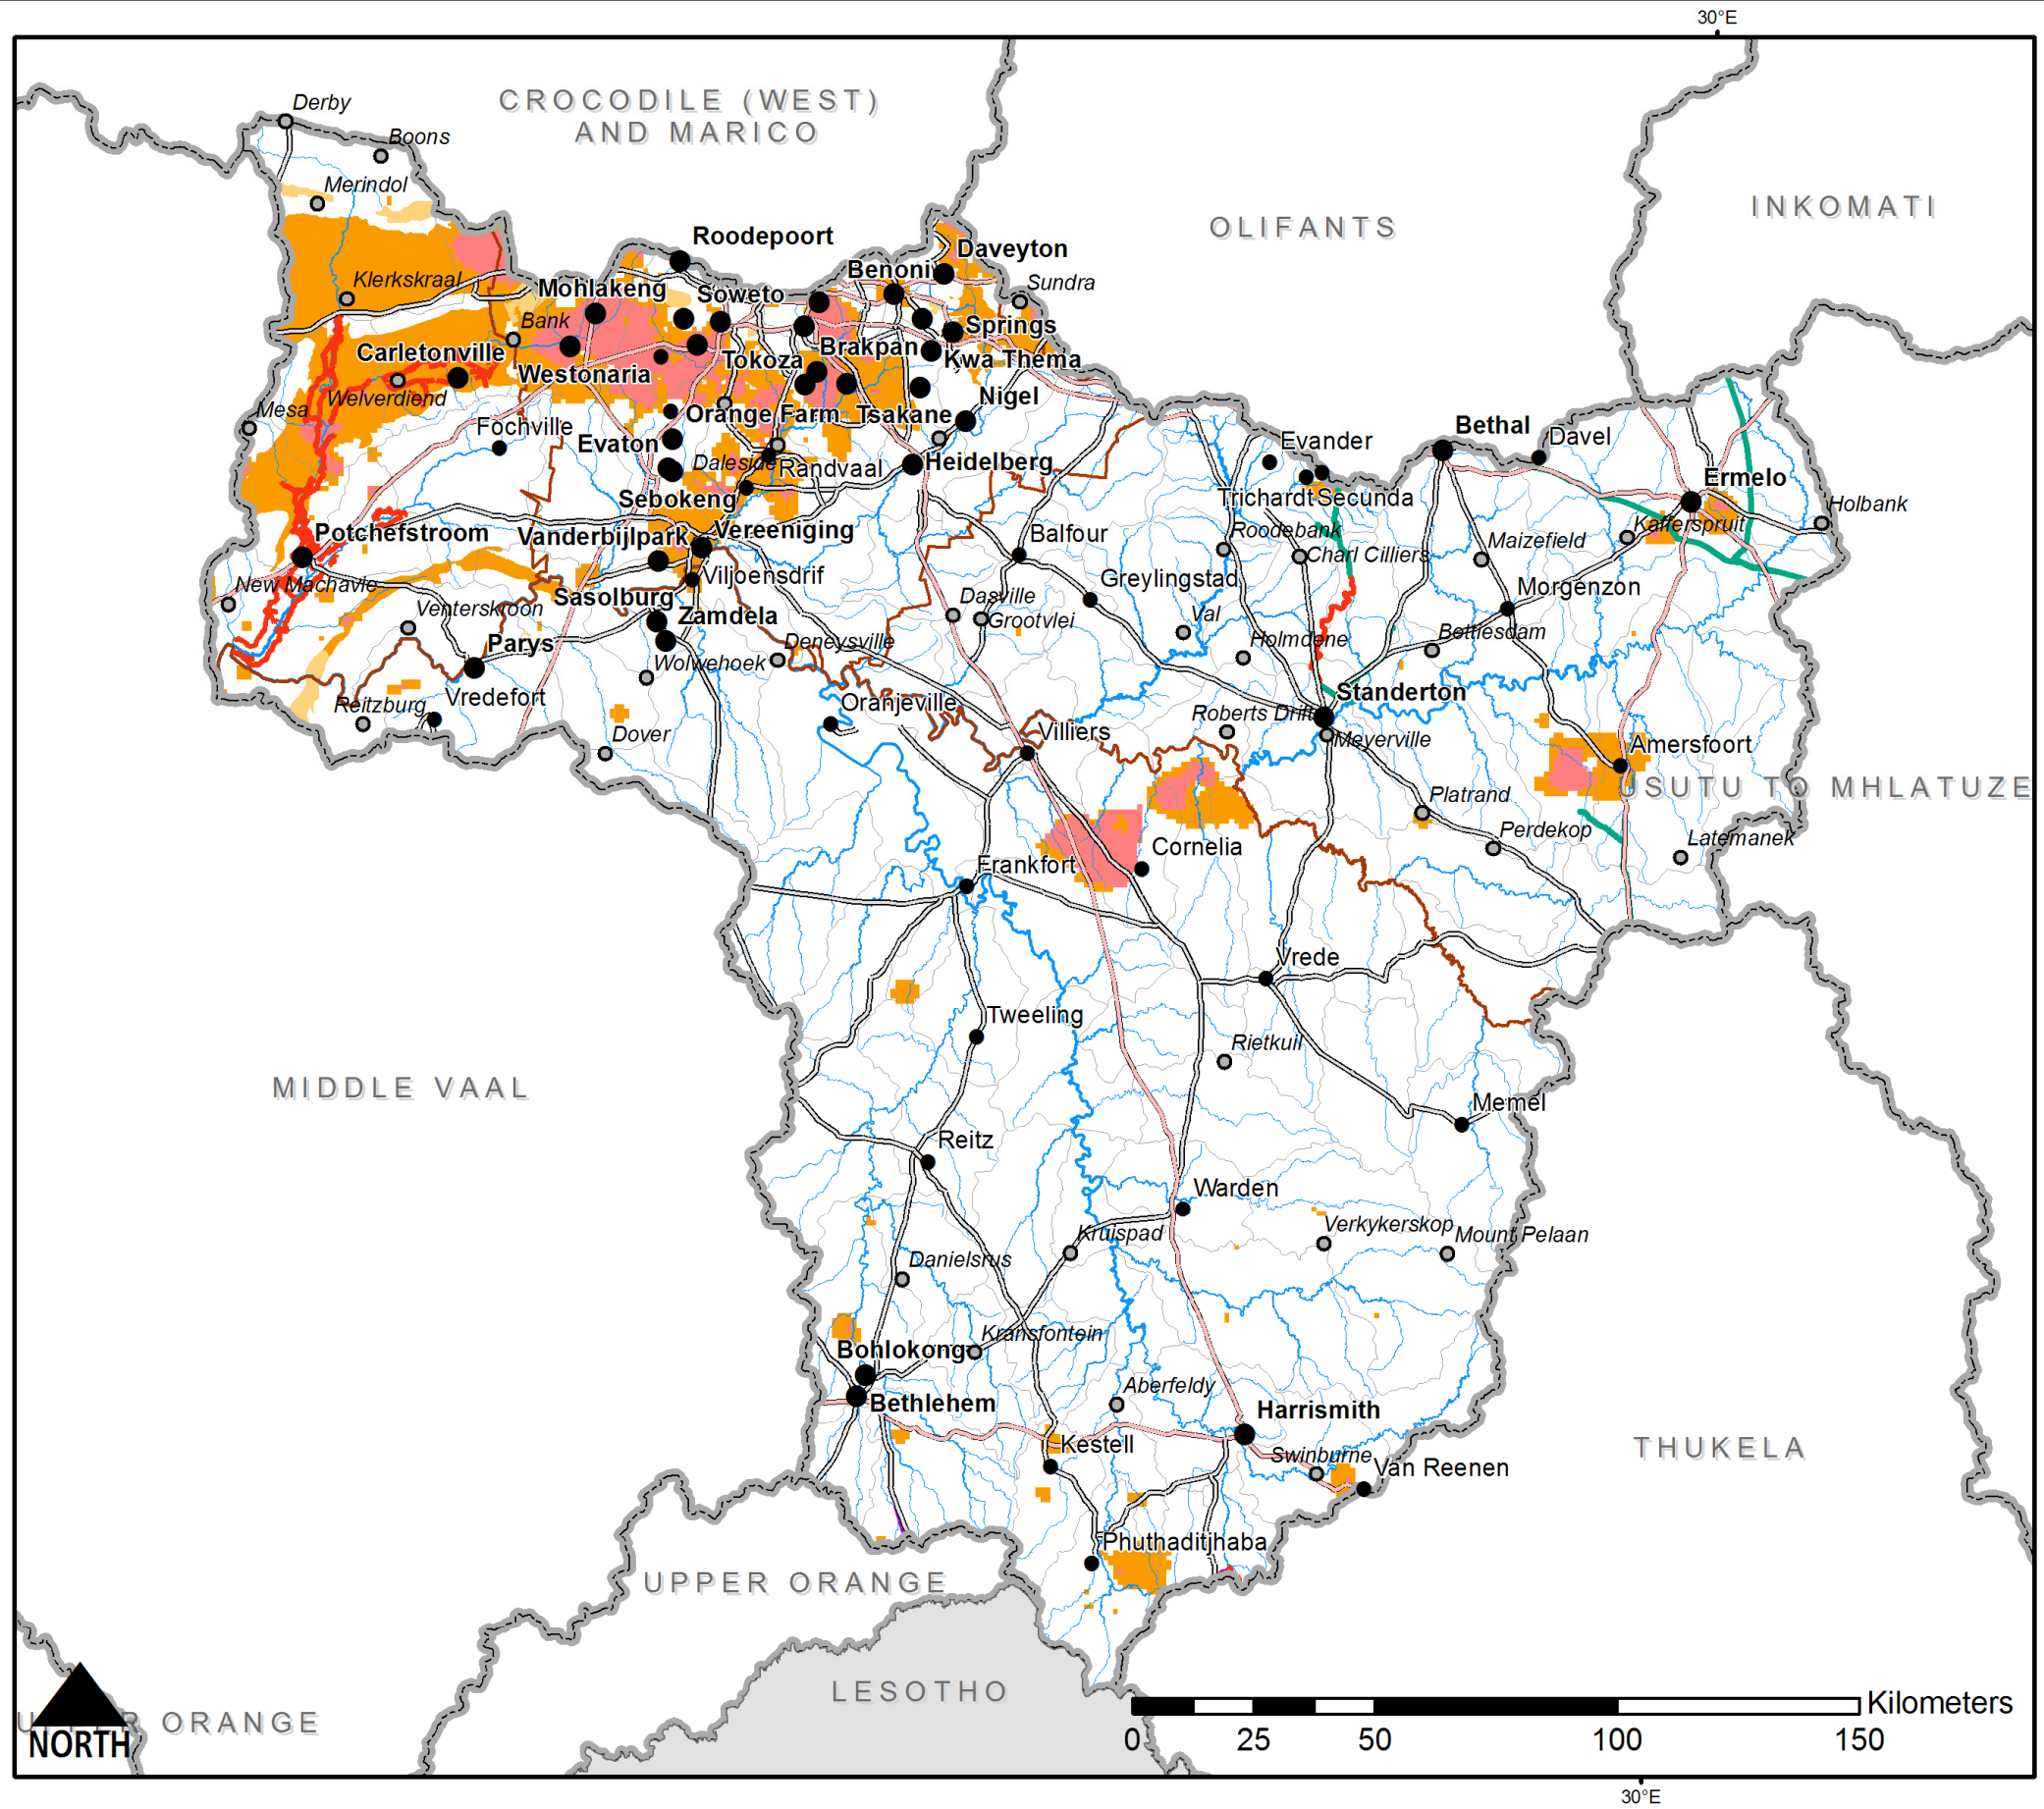 30°E
Derby
CROCODILE (WEST)
AND MARICO
Boons
Merindol
INKOMATI
OLIFANTS
Roodepoort
Daveyton
Benoni
Klerkskraal
Sundra
Mohlakeng
Soweto
Bank
Springs
Carletonville
Brakpan
Tokoza
Kwa Thema
Westonaria
Welverdiend
Nigel
Mesa
Orange Farm
Tsakane
Fochville
Bethal
Davel
Evaton
Evander
Daleside
Randvaal
Heidelberg
Ermelo
Sebokeng
Trichardt
Secunda
Holbank
Kafferspruit
Potchefstroom
Vanderbijlpark
Vereeniging
Balfour
Roodebank
Maizefield
Charl Cilliers
New Machavie
Viljoensdrif
Greylingstad
Morgenzon
Venterskroon
Sasolburg
Dasville
Zamdela
Grootvlei
Val
Parys
Deneysville
Holmdene
Bettiesdam
Wolwehoek
Vredefort
Reitzburg
Oranjeville
Standerton
Roberts Drift
Dover
Villiers
Meyerville
Amersfoort
USUTU TO MHLATUZE
Platrand
Perdekop
Latemanek
Cornelia
Frankfort
Vrede
Tweeling
Rietkuil
MIDDLE VAAL
Memel
Reitz
Warden
Verkykerskop
Kruispad
Mount Pelaan
Danielsrus
Kransfontein
Bohlokong
Aberfeldy
Bethlehem
Harrismith
Kestell
THUKELA
Swinburne
Van Reenen
Phuthaditjhaba
UPPER ORANGE
LESOTHO
Kilometers
UPPER ORANGE
NORTH
0 25 50 100 150
30°E